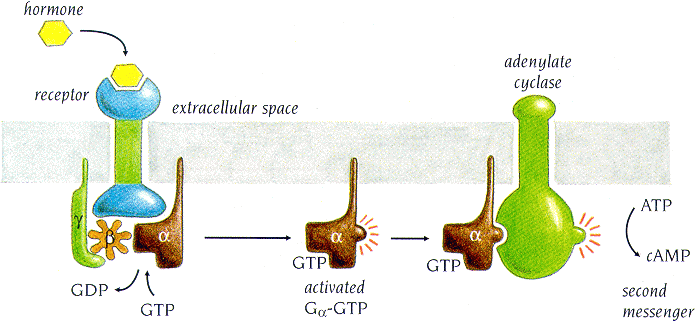 hormone
receptor
extracellular space
adenylate
cyclase
γ
β
α
GDP
GTP
α
GTP
activated
Gα-GTP
α
GTP
ATP
cAMP
second
messenger